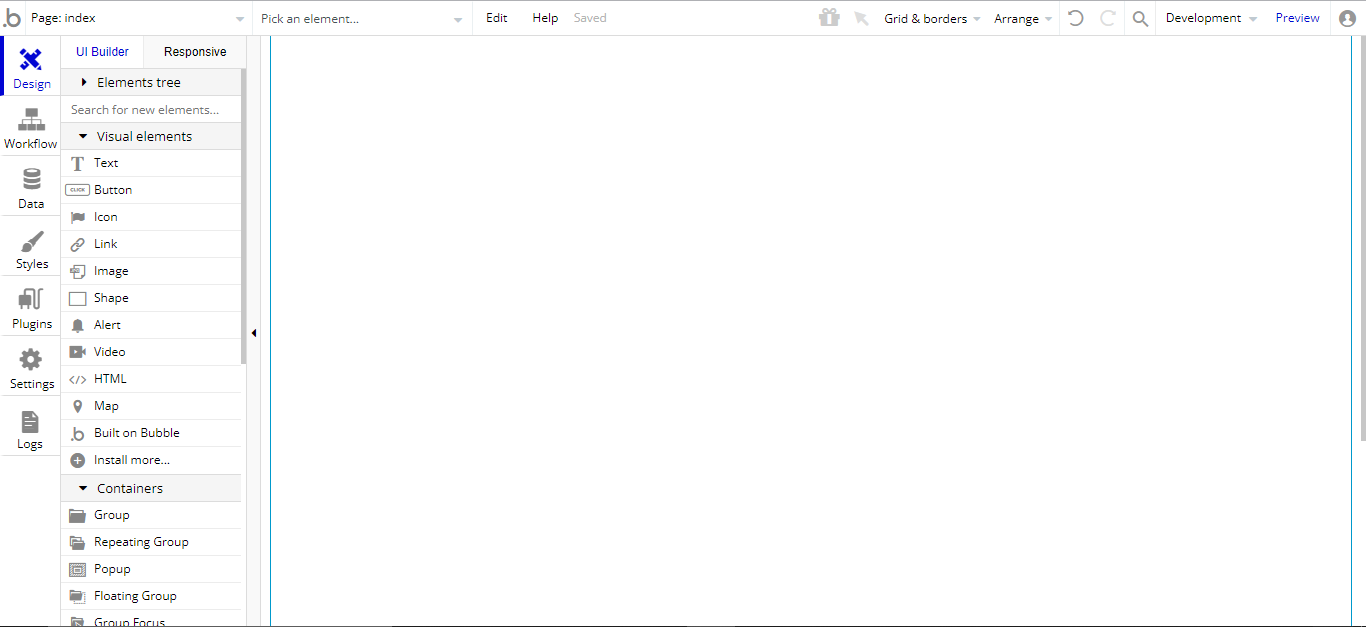 Page: index
Pick an element...
Edit
Help
Saved
Grid & borders
Arrange
Development
Preview
Design
Workflow
Data
Styles
Plugins
Settings
Logs
UI Builder
Responsive
Elements tree
Search for new elements...
Visual elements
Text
CLICK Button
Icon
Link
Image
Shape
Alert
Video
</> HTML
Map
Built on Bubble
Install more...
Containers
Group
Repeating Group
Popup
Floating Group
Group Focus